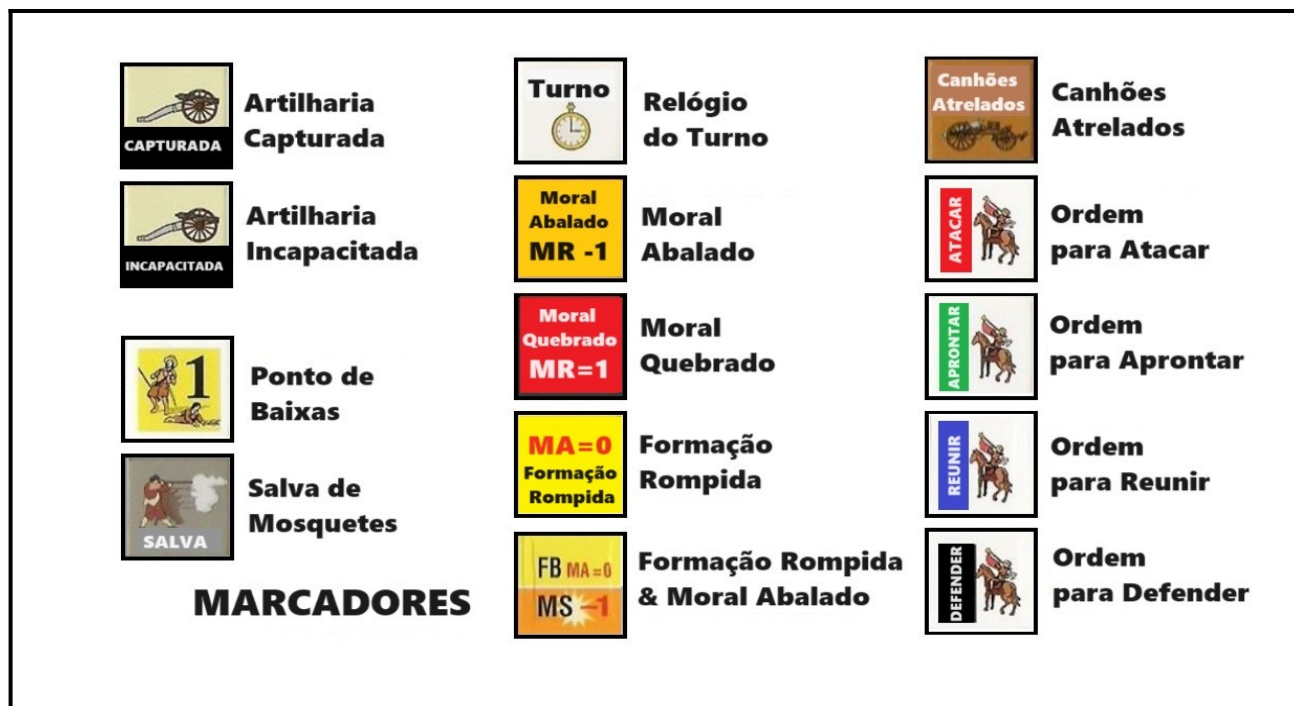 CAPTURADA
Artilharia
Capturada
INCAPACITADA
Artilharia
Incapacitada
1
Ponto de
Baixas
SALVA
Salva de
Mosquetes
MARCADORES
Turno
Relógio
do Turno
Moral
Abalado
MR -1
Moral
Abalado
Moral
Quebrado
MR=1
Moral
Quebrado
MA=0
Formação
Rompida
Formação
Rompida
FB MA=0
MS -1
Formação Rompida
& Moral Abalado
Canhões
Atrelados
Canhões
Atrelados
ATACAR
Ordem
para Atacar
APRONTAR
Ordem
para Aprontar
REUNIR
Ordem
para Reunir
DEFENDER
Ordem
para Defender